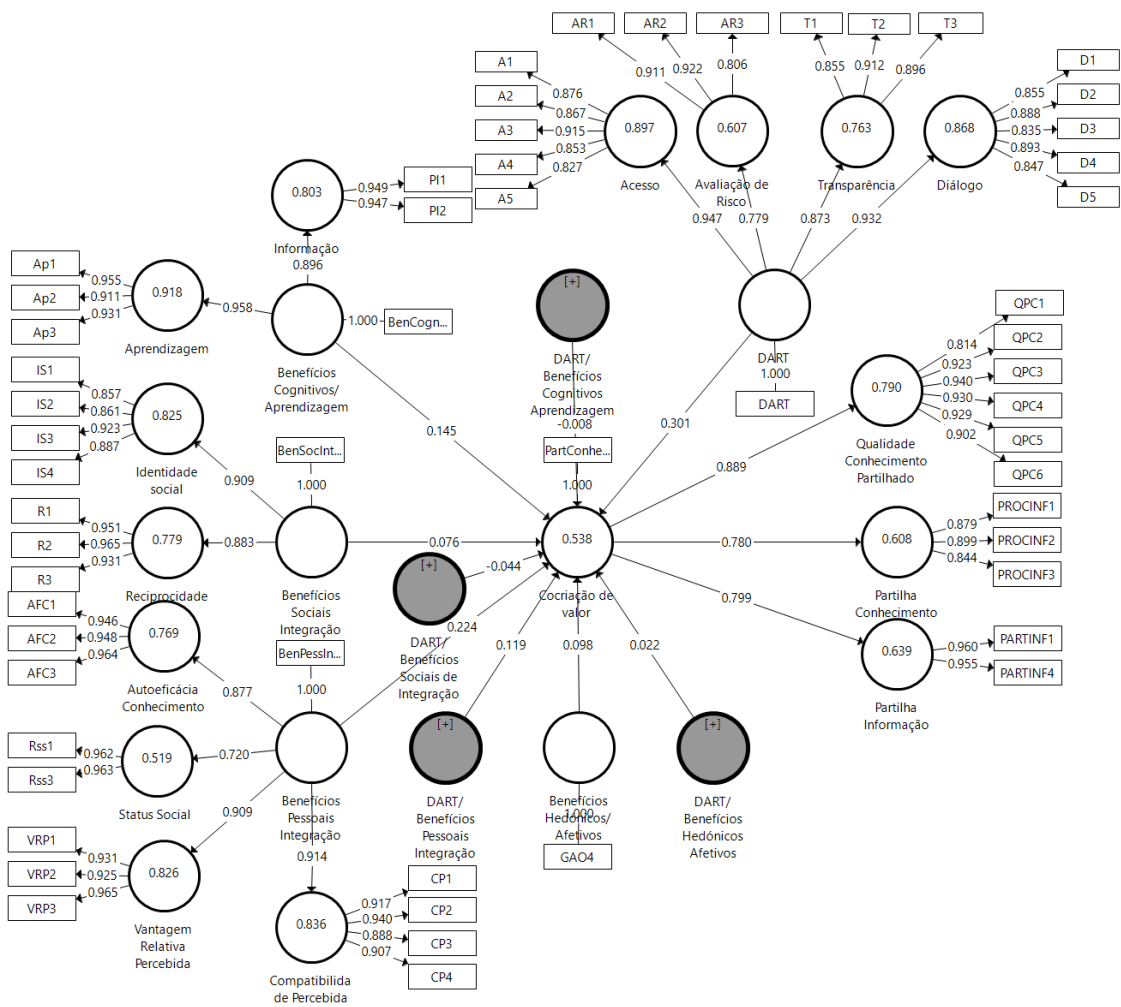 AR1
AR2
AR3
T1
T2
T3
A1
A2
A3
A4
A5
0.876
0.867
0.915
0.853
0.827
0.911
0.922
0.806
0.855
0.912
0.896
D1
D2
D3
D4
D5
0.855
0.888
0.835
0.893
0.847
0.897
Acesso
0.607
Avaliação de
Risco
0.763
Transparência
0.868
Diálogo
0.947
0.779
0.873
0.932
0.803
Informação
0.949
0.947
PI1
PI2
0.896
Ap1
Ap2
Ap3
0.955
0.911
0.931
0.918
Aprendizagem
0.958
Benefícios
Cognitivos/
Aprendizagem
1.000
BenCogn...
[+]
DART/
Benefícios
Cognitivos
Aprendizagem
-0.008
DART
1.000
DART
QPC1
QPC2
QPC3
QPC4
QPC5
QPC6
0.814
0.923
0.940
0.930
0.929
0.902
0.790
Qualidade
Conhecimento
Partilhado
IS1
IS2
IS3
IS4
0.857
0.861
0.923
0.887
0.825
Identidade
social
0.909
0.145
0.301
0.889
BenSocInt...
1.000
PartConhe...
1.000
R1
R2
R3
0.951
0.965
0.931
0.779
Reciprocidade
0.883
Benefícios
Sociais
Integração
0.076
0.538
Cocriação de
valor
0.780
0.608
Partilha
Conhecimento
0.879
0.899
0.844
PROCINF1
PROCINF2
PROCINF3
[+]
-0.044
DART/
Benefícios
Sociais de
Integração
0.799
AFC1
AFC2
AFC3
0.946
0.948
0.964
0.769
Autoeficácia
Conhecimento
0.877
BenPessIn...
1.000
0.224
0.119
0.098
0.022
0.639
Partilha
Informação
0.960
0.955
PARTINF1
PARTINF4
Rss1
Rss3
0.962
0.963
0.519
Status Social
0.720
Benefícios
Pessoais
Integração
[+]
DART/
Benefícios
Pessoais
Integração
Benefícios
Hedónicos/
Afetivos
1.000
GAO4
[+]
DART/
Benefícios
Hedónicos
Afetivos
0.909
VRP1
VRP2
VRP3
0.931
0.925
0.965
0.826
Vantagem
Relativa
Percebida
0.914
0.836
Compatibilida
de Percebida
0.917
0.940
0.888
0.907
CP1
CP2
CP3
CP4